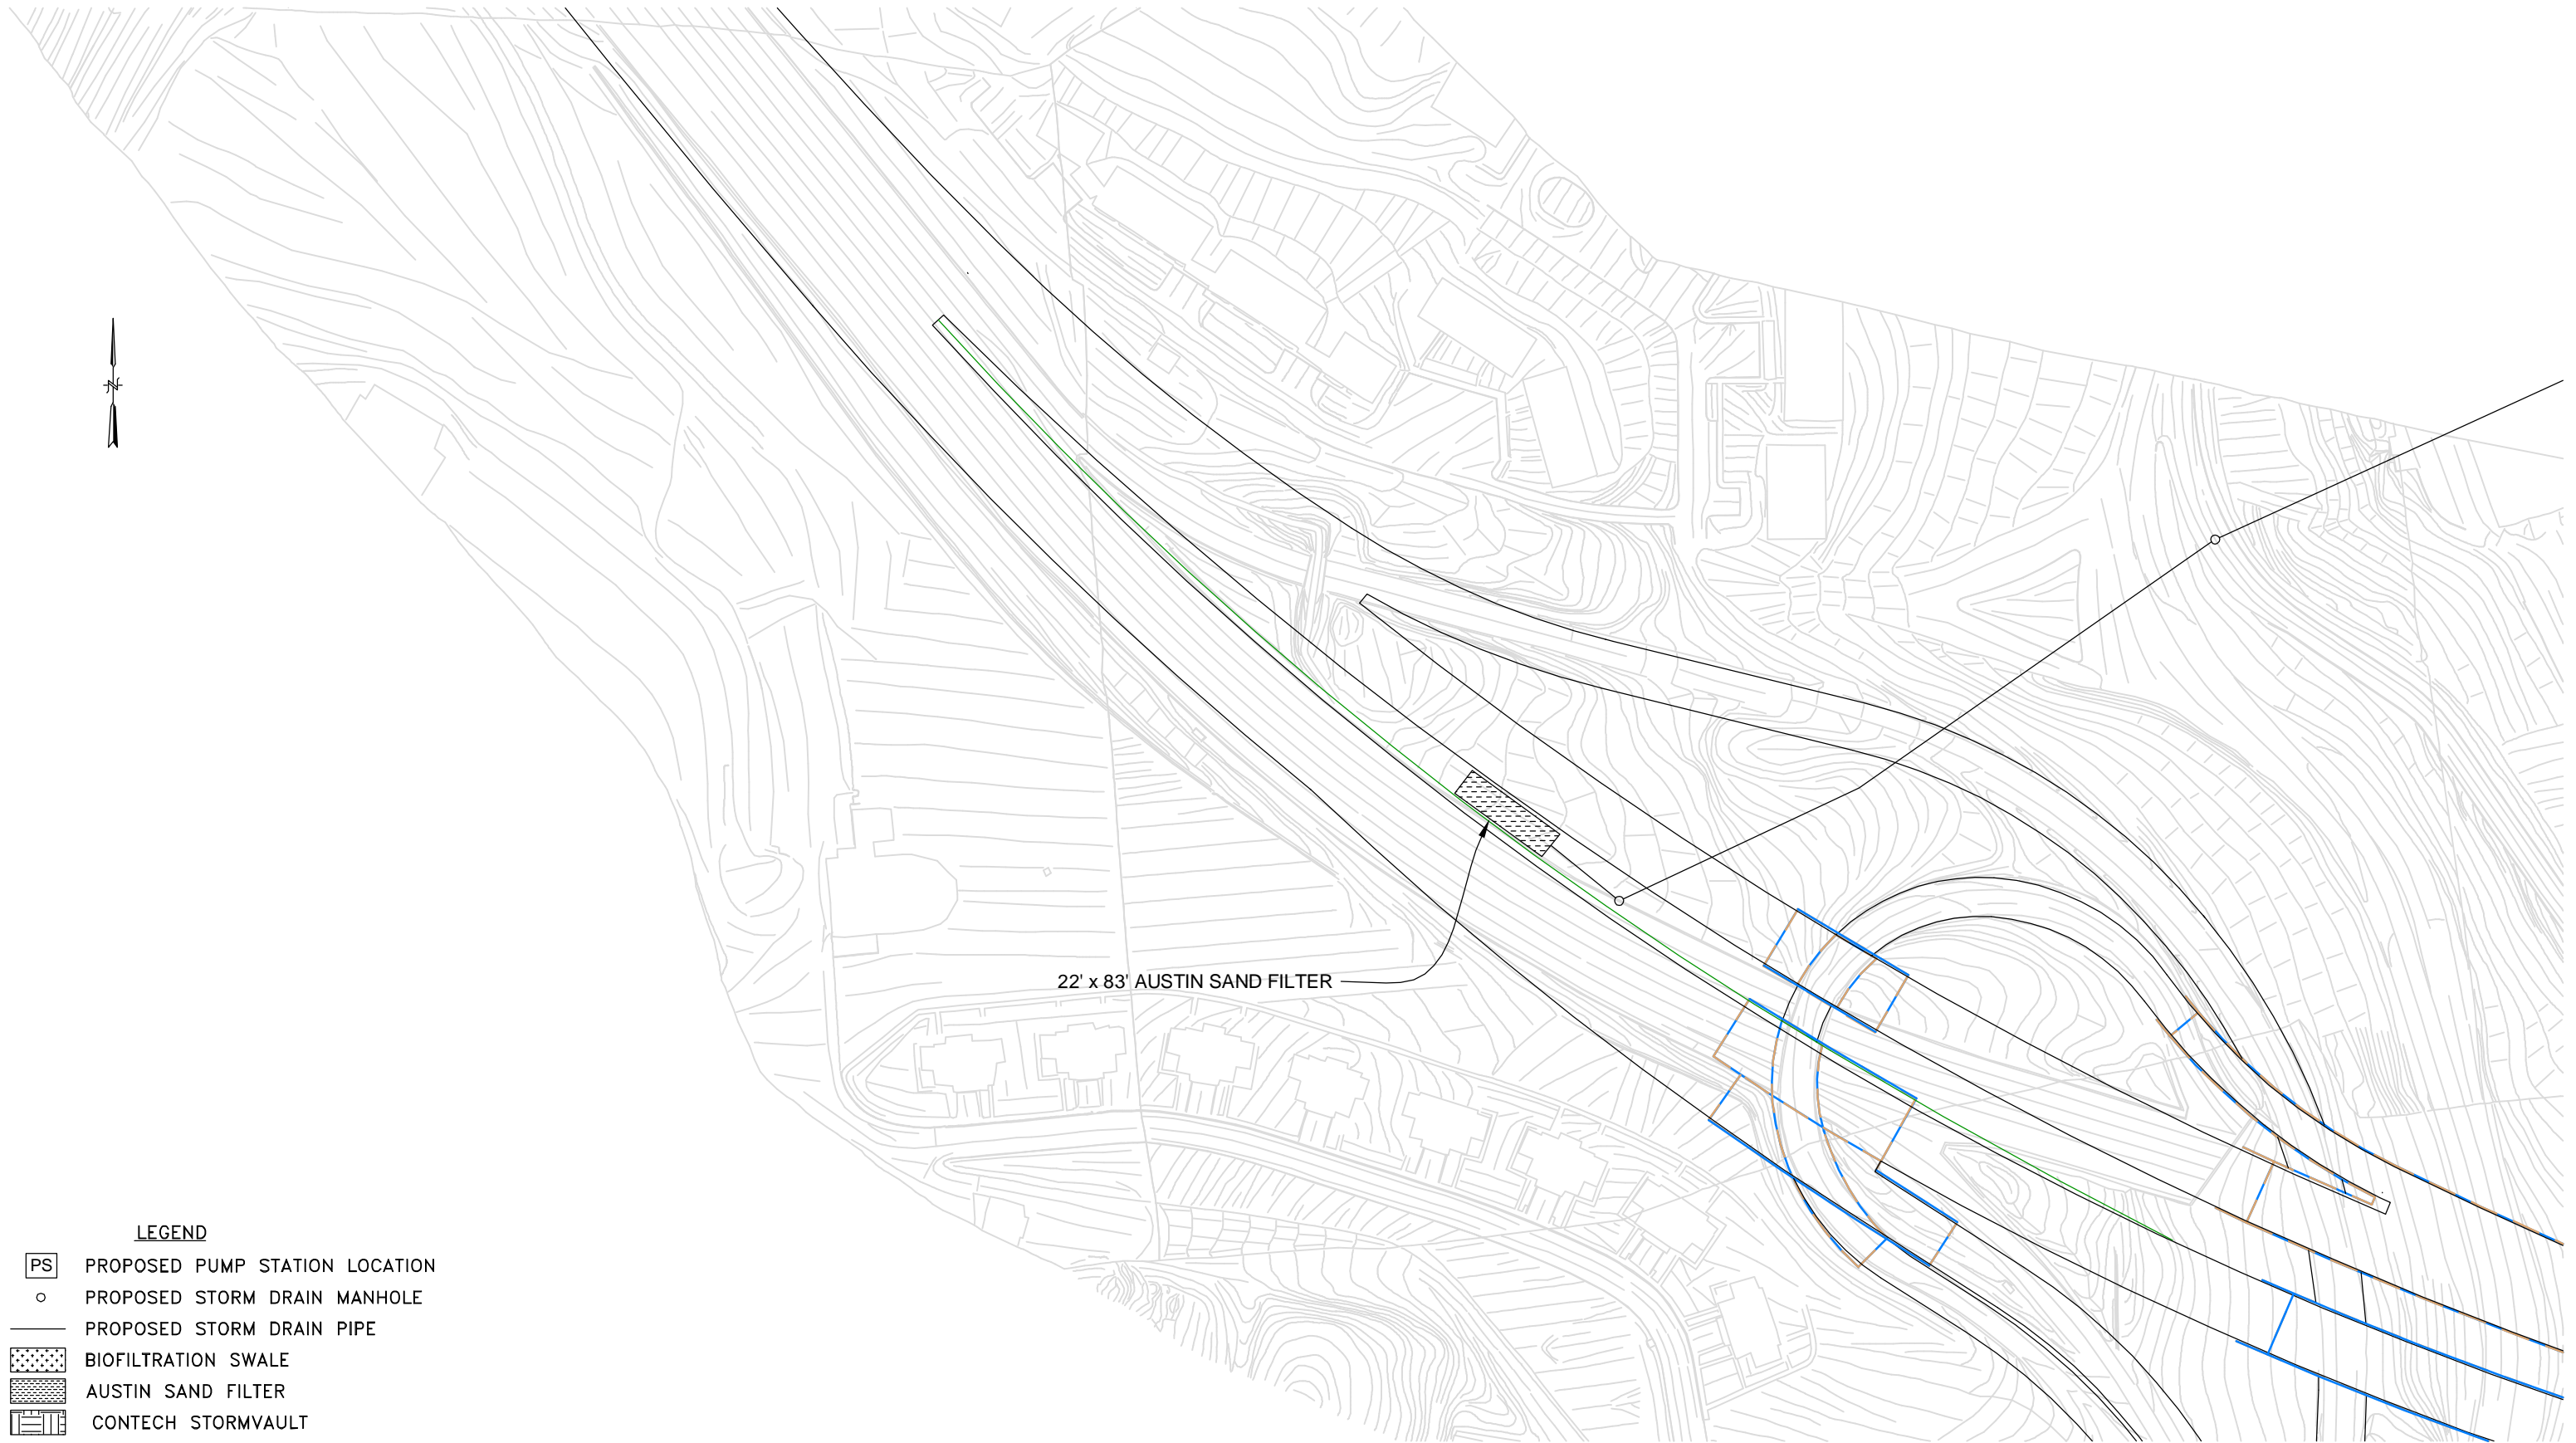 N
22' x 83' AUSTIN SAND FILTER
LEGEND
PS PROPOSED PUMP STATION LOCATION
PROPOSED STORM DRAIN MANHOLE
PROPOSED STORM DRAIN PIPE
BIOFILTRATION SWALE
AUSTIN SAND FILTER
CONTECH STORMVAULT